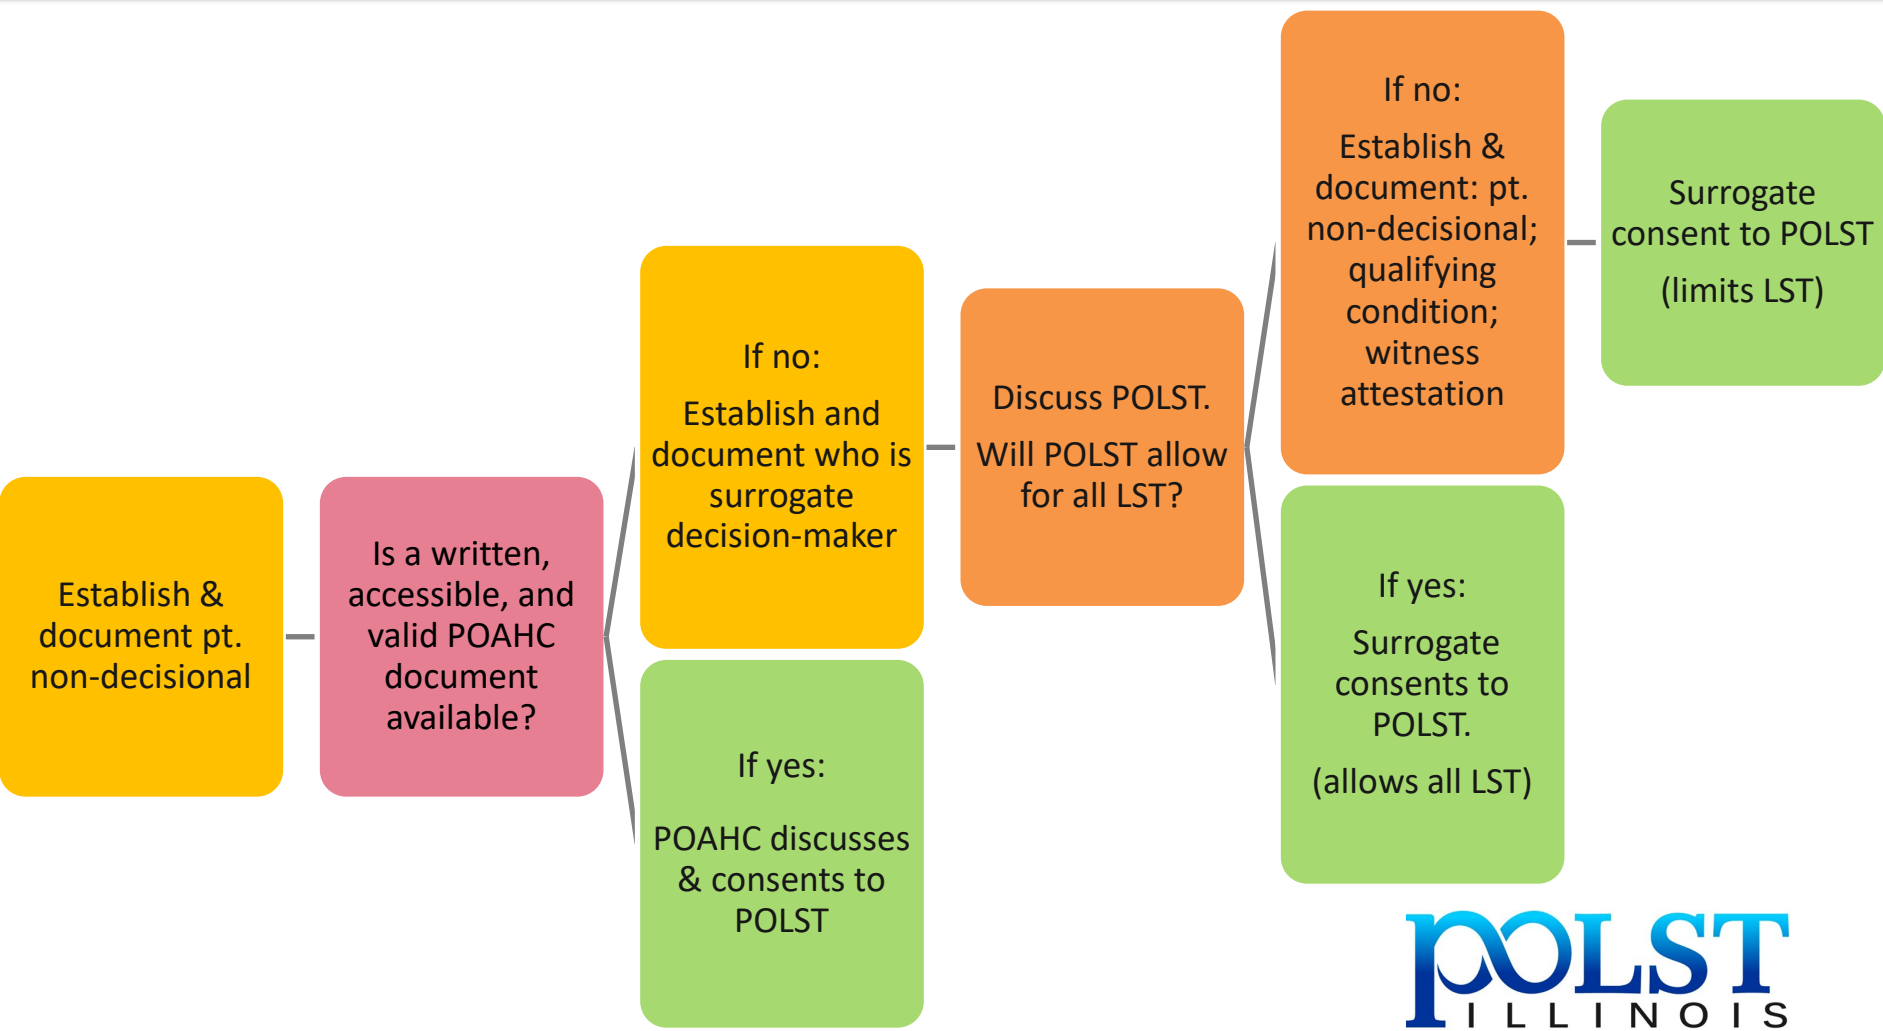 Establish &
document pt.
non-decisional
Is a written,
accessible, and
valid POAHC
document
available?
If no:
Establish and
document who is
surrogate
decision-maker
If yes:
POAHC discusses
& consents to
POLST
Discuss POLST.
Will POLST allow
for all LST?
If no:
Establish &
document: pt.
non-decisional;
qualifying
condition;
witness
attestation
If yes:
Surrogate
consents to
POLST.
(allows all LST)
Surrogate
consent to POLST
(limits LST)
POLST
ILLINOIS